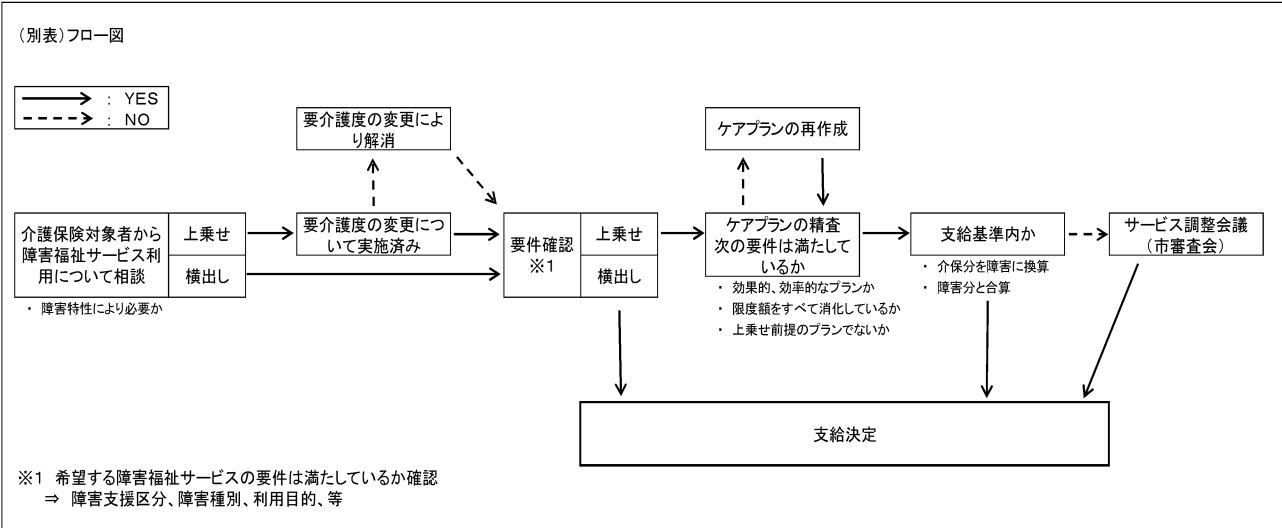 (別表)フロー図
: YES
: NO
要介護度の変更によ
り解消
ケアプランの再作成
介護保険対象者から
障害福祉サービス利
用について相談
上乗せ
横出し
・ 障害特性により必要か
要介護度の変更につ
いて実施済み
要件確認
※1
上乗せ
横出し
ケアプランの精査
次の要件は満たして
いるか
・ 効果的、効率的なプランか
・ 限度額をすべて消化しているか
・ 上乗せ前提のプランでないか
支給基準内か
・ 介保分を障害に換算
・ 障害分と合算
サービス調整会議
(市審査会)
支給決定
※1 希望する障害福祉サービスの要件は満たしているか確認
⇒ 障害支援区分、障害種別、利用目的、等